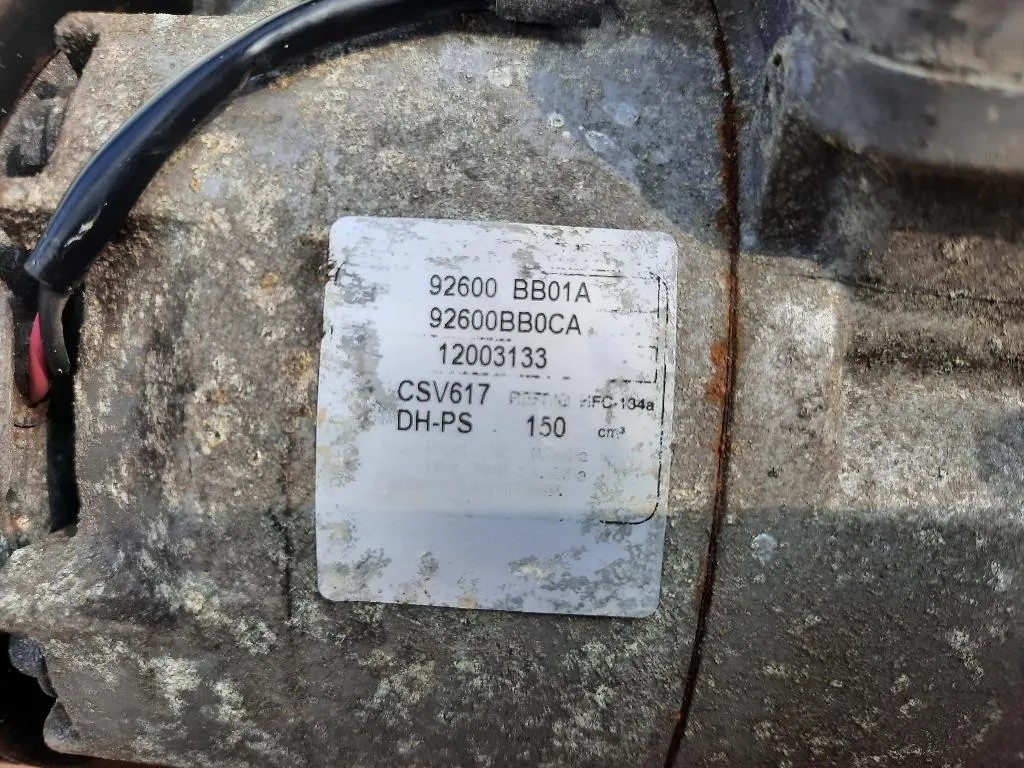 92600 BB01A
92600BB0CA
12003133
CSV617 HFC-134a
DH-PS 150 cm³